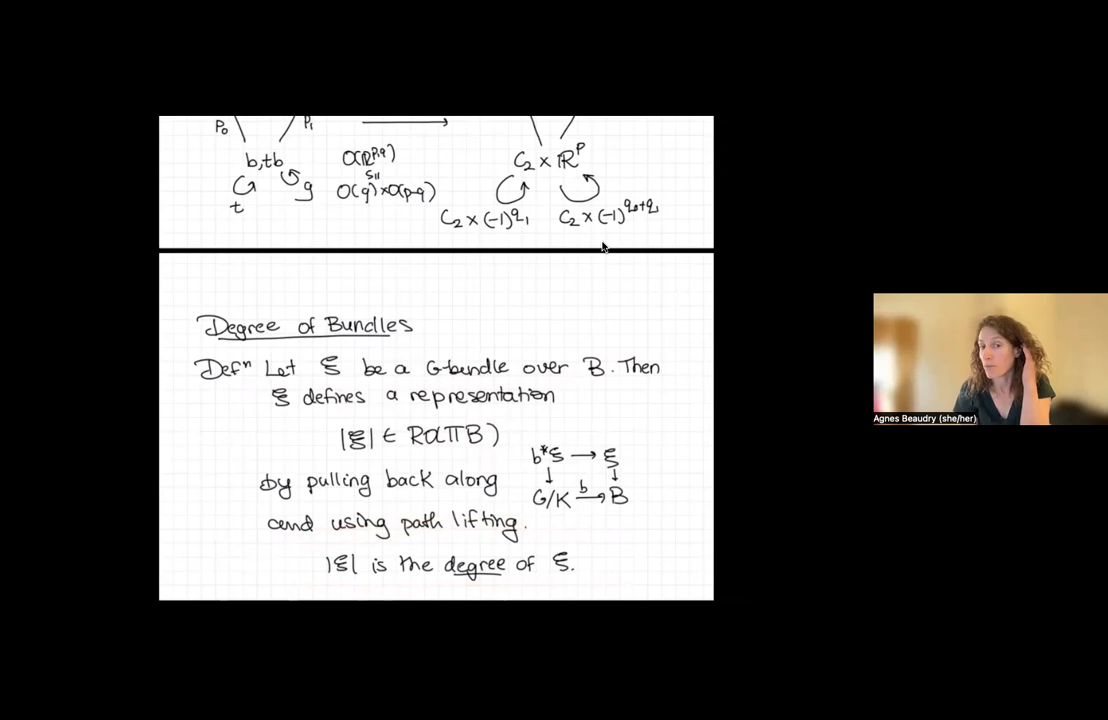 P₀ P₁
b,tb O(ℝ^{p,q}) C₂ × ℝ^p
S||
t g O(q) × O(p-q)
C₂ × (-1)^{q₁} C₂ × (-1)^{q₀+q₁}
Degree of Bundles
Defⁿ Let ξ be a G-bundle over B. Then
ξ defines a representation
|ξ| ∈ RO(ΠB)
b*ξ → ξ
by pulling back along
↓ ↓
G/K →^b B
and using path lifting.
|ξ| is the degree of ξ.
Agnes Beaudry (she/her)